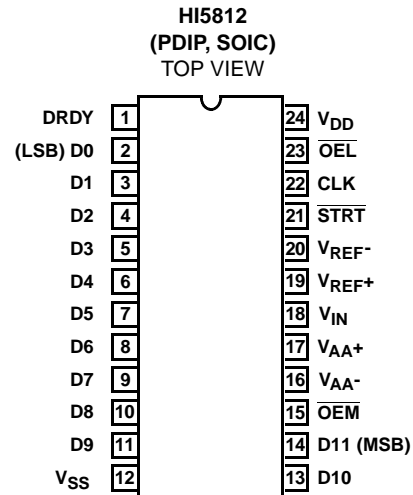 HI5812
(PDIP, SOIC)
TOP VIEW
DRDY 1 24 VDD
(LSB) D0 2 23 OEL
D1 3 22 CLK
D2 4 21 STRT
D3 5 20 VREF-
D4 6 19 VREF+
D5 7 18 VIN
D6 8 17 VAA+
D7 9 16 VAA-
D8 10 15 OEM
D9 11 14 D11 (MSB)
VSS 12 13 D10